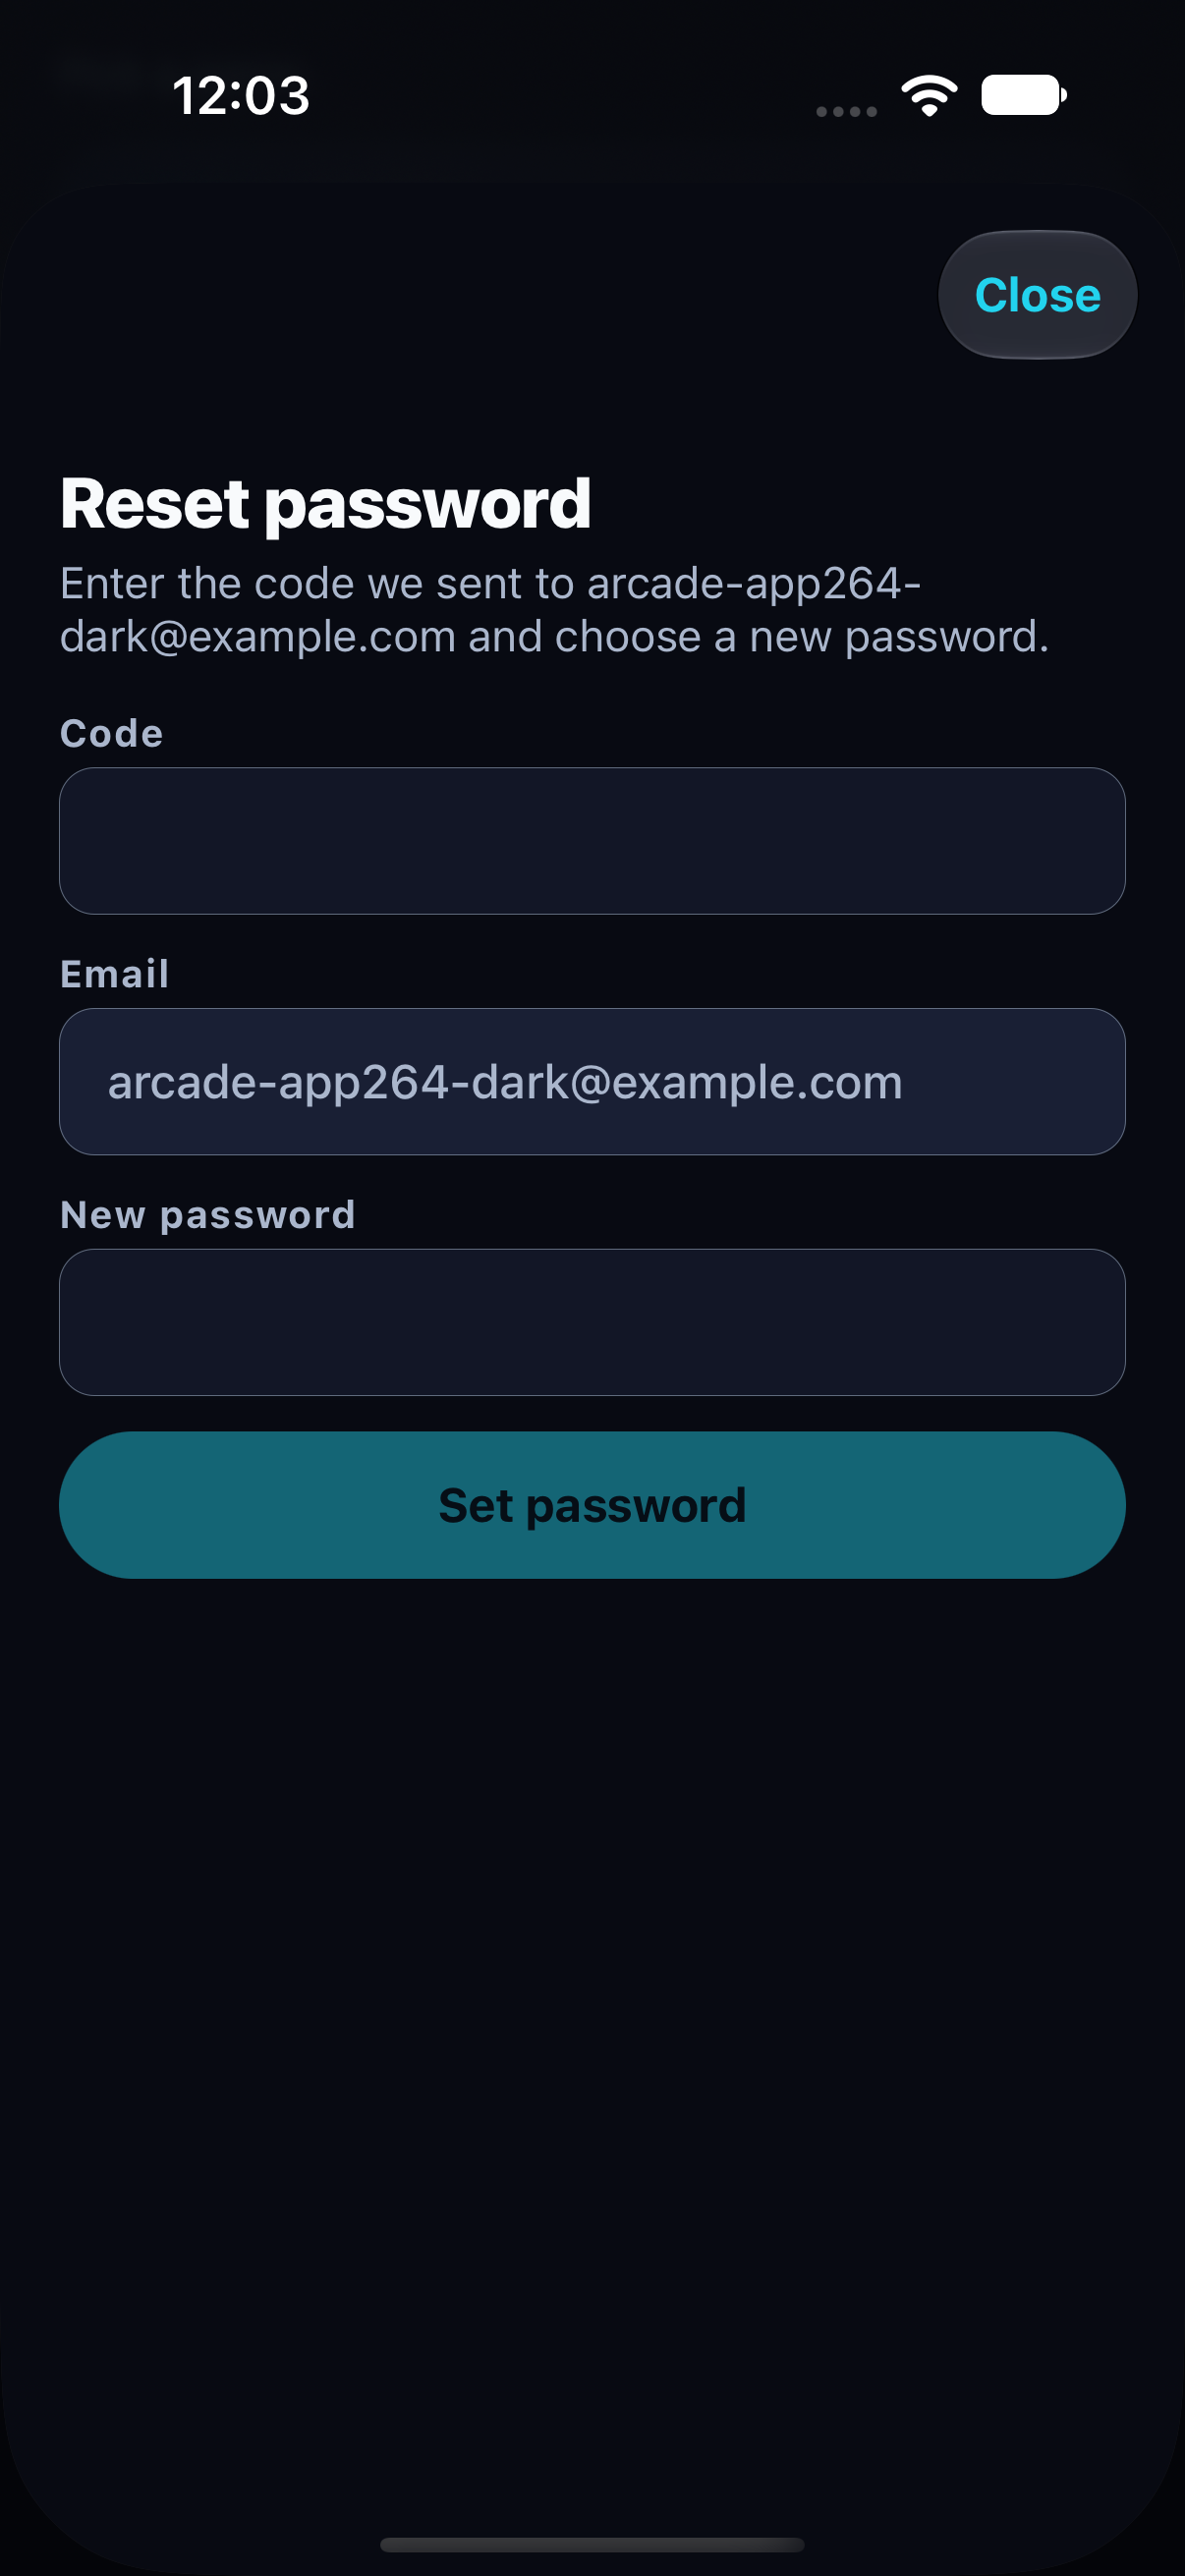 12:03
Close
Reset password
Enter the code we sent to arcade-app264-
dark@example.com and choose a new password.
Code
Email
arcade-app264-dark@example.com
New password
Set password